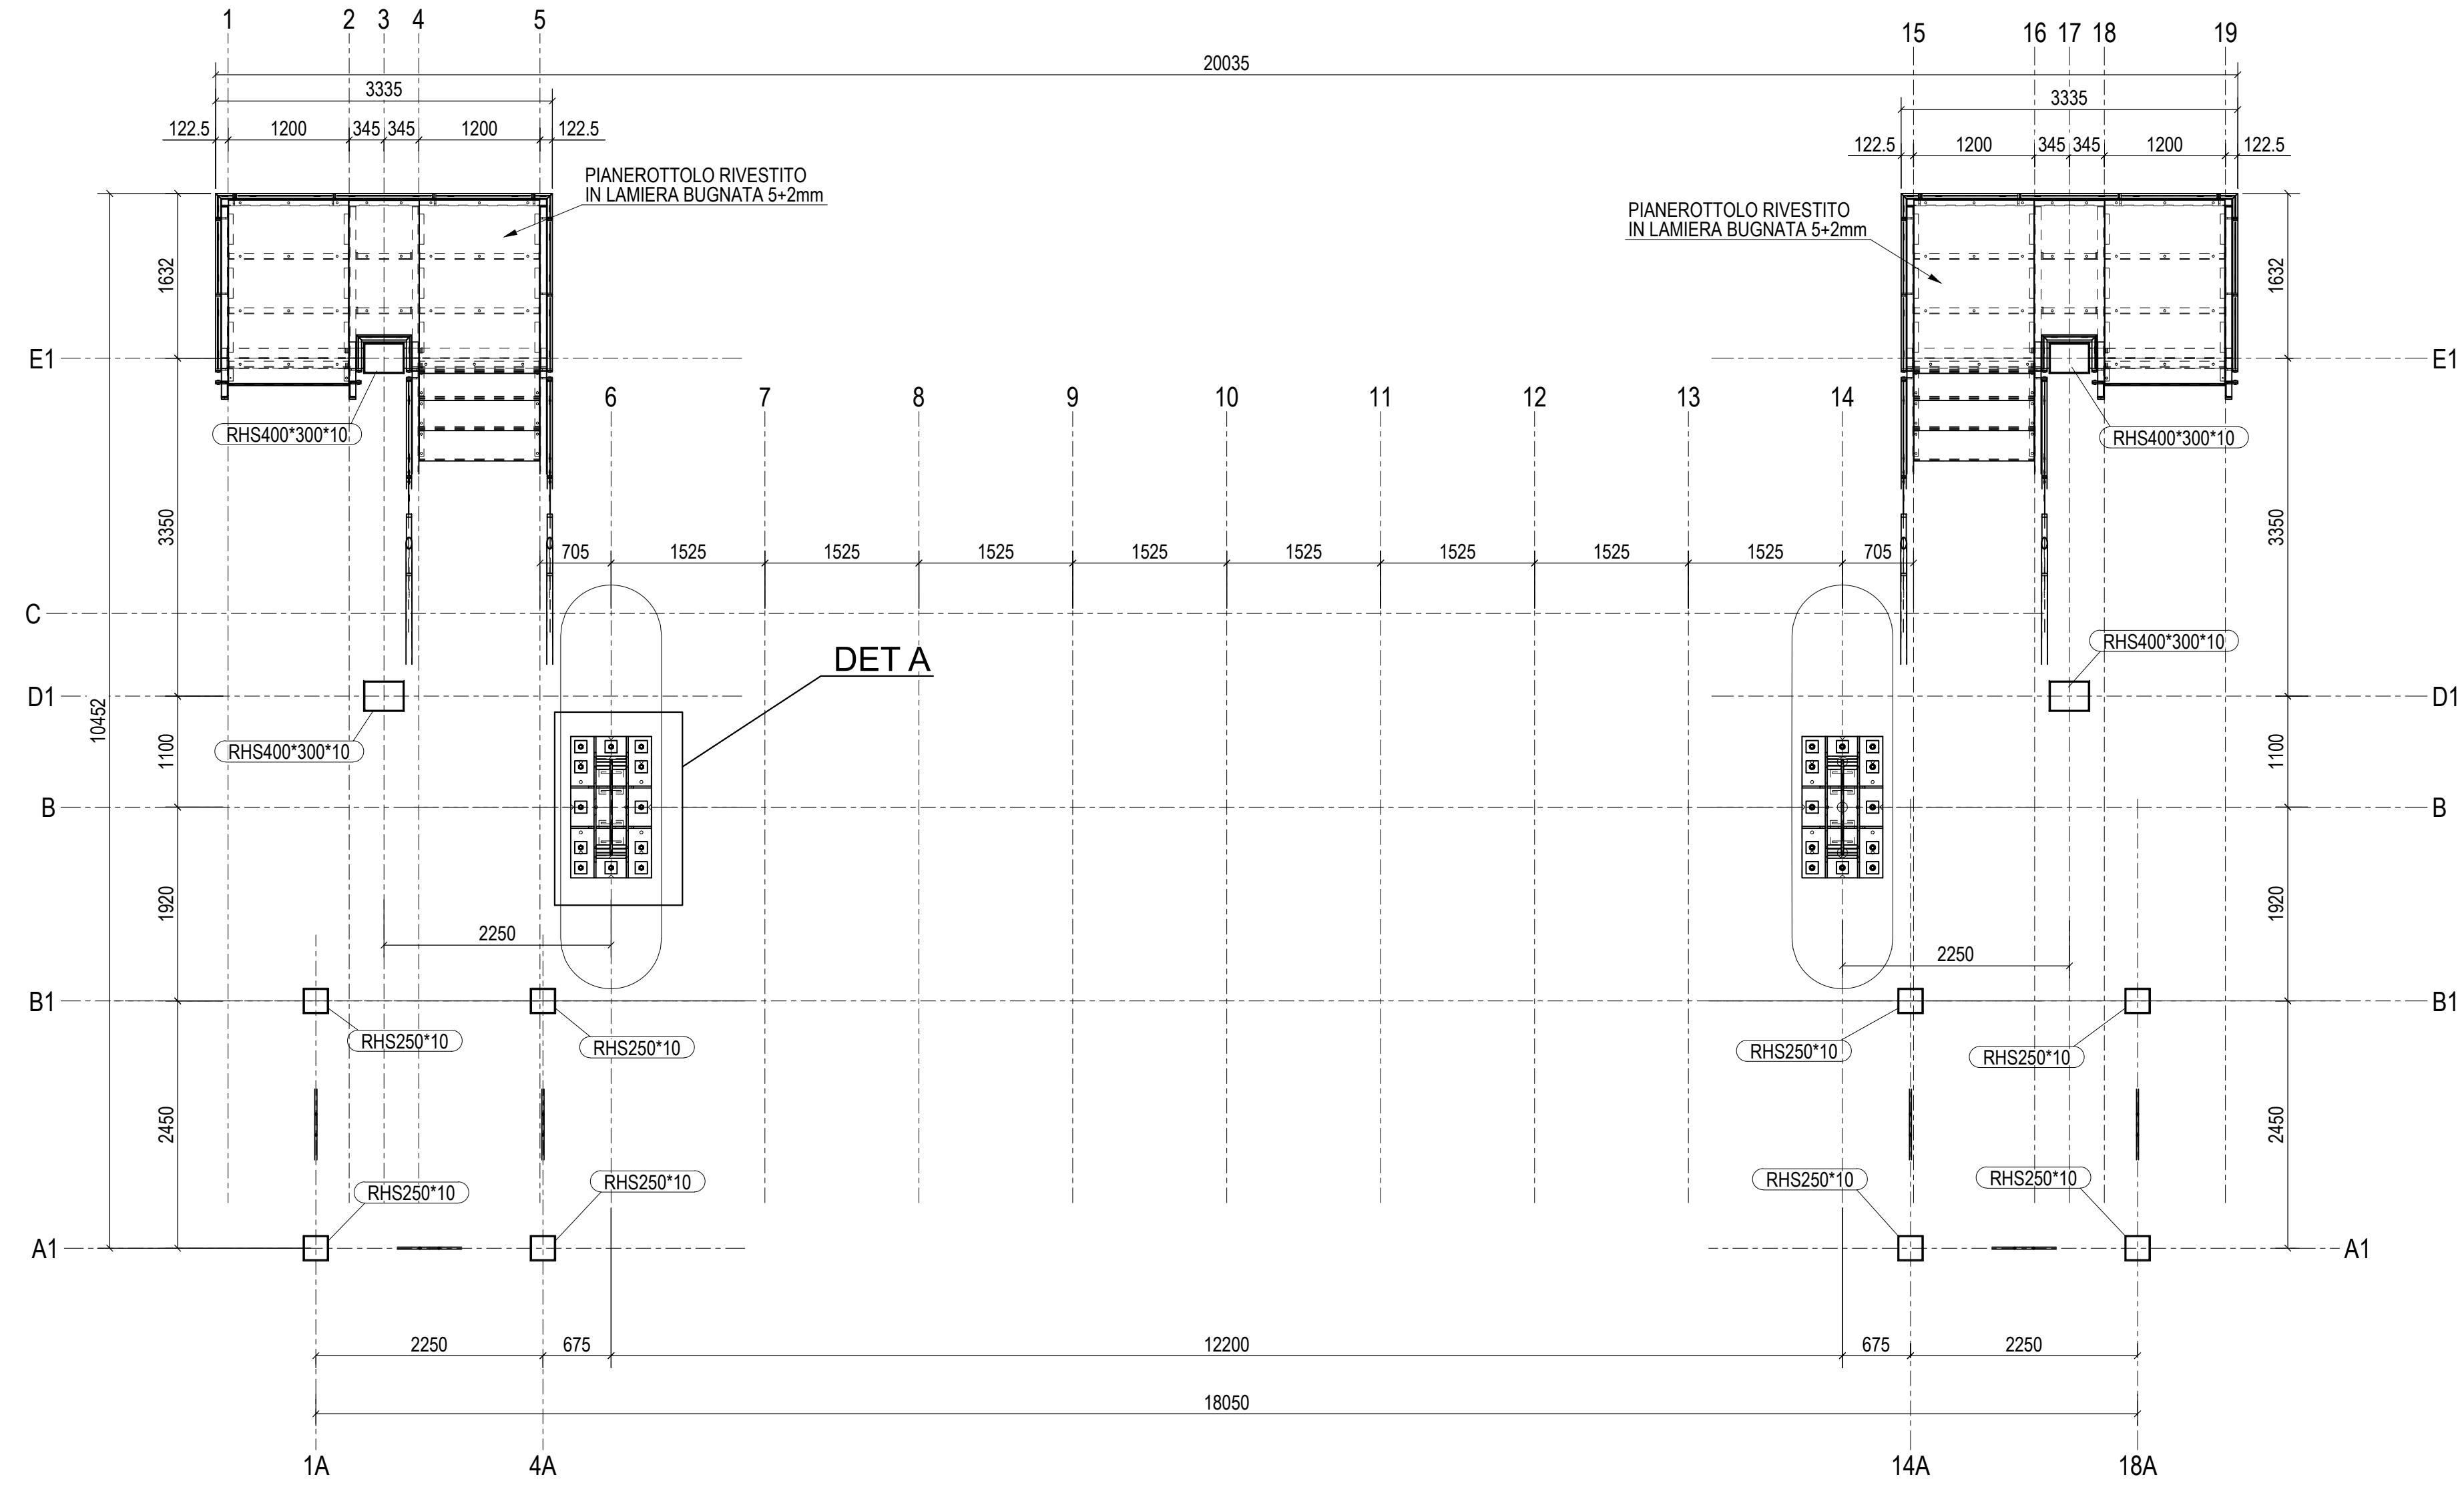 1 2 3 4 5
15 16 17 18 19
20035
3335
3335
122.5 1200 345 345 1200 122.5
122.5 1200 345 345 1200 122.5
PIANEROTTOLO RIVESTITO
IN LAMIERA BUGNATA 5+2mm
PIANEROTTOLO RIVESTITO
IN LAMIERA BUGNATA 5+2mm
1632
1632
E1
E1
6 7 8 9 10 11 12 13 14
RHS400*300*10
RHS400*300*10
3350
3350
705 1525 1525 1525 1525 1525 1525 1525 1525 705
C
DET A
RHS400*300*10
D1
D1
10452
RHS400*300*10
1100
1100
B
B
1920
1920
2250
2250
B1
B1
RHS250*10
RHS250*10
RHS250*10
RHS250*10
2450
2450
RHS250*10
RHS250*10
RHS250*10
RHS250*10
A1
A1
2250 675 12200 675 2250
18050
1A 4A 14A 18A